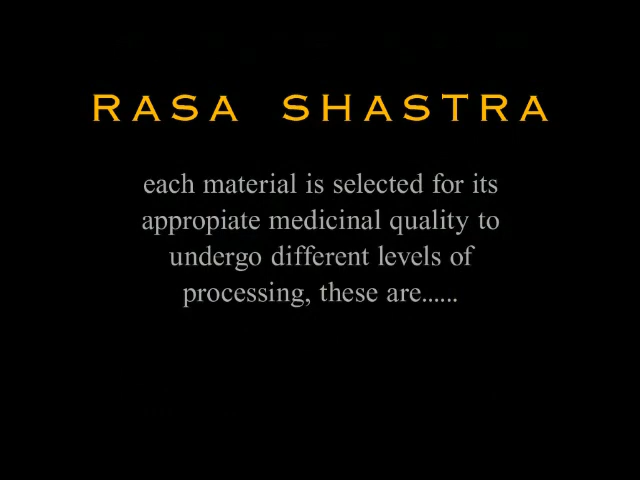 RASA SHASTRA
each material is selected for its
appropiate medicinal quality to
undergo different levels of
processing, these are......